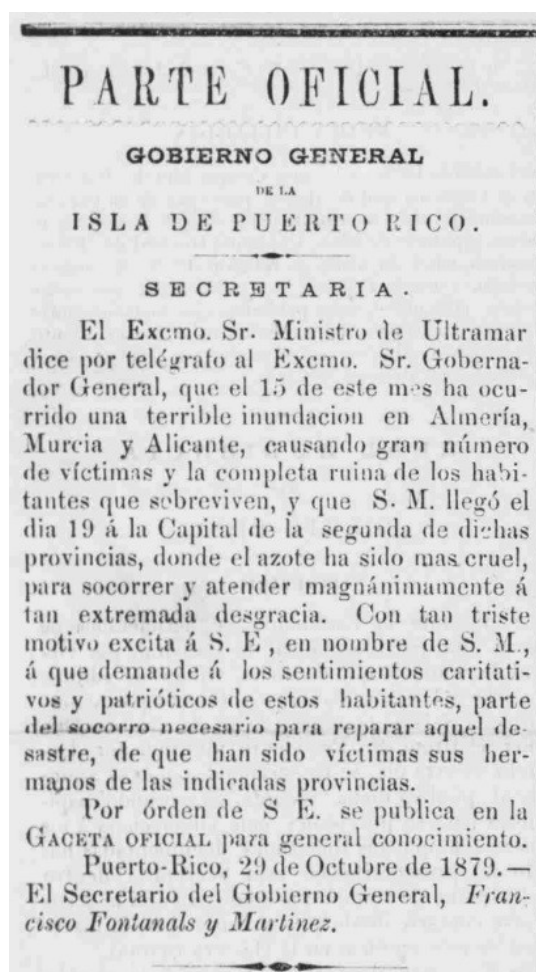 PARTE OFICIAL.
GOBIERNO GENERAL
DE LA
ISLA DE PUERTO RICO.
SECRETARIA.
El Excmo. Sr. Ministro de Ultramar
dice por telégrafo al Excmo. Sr. Goberna-
dor General, que el 15 de este mes ha ocu-
rrido una terrible inundacion en Almería,
Murcia y Alicante, causando gran número
de víctimas y la completa ruina de los habi-
tantes que sobreviven, y que S. M. llegó el
dia 19 á la Capital de la segunda de dichas
provincias, donde el azote ha sido mas cruel,
para socorrer y atender magnánimamente á
tan extremada desgracia. Con tan triste
motivo excita á S. E , en nombre de S. M.,
á que demande á los sentimientos caritati-
vos y patrióticos de estos habitantes, parte
del socorro necesario para reparar aquel de-
sastre, de que han sido víctimas sus her-
manos de las indicadas provincias.
Por órden de S E. se publica en la
GACETA OFICIAL para general conocimiento.
Puerto-Rico, 29 de Octubre de 1879.—
El Secretario del Gobierno General, Fran-
cisco Fontanals y Martinez.